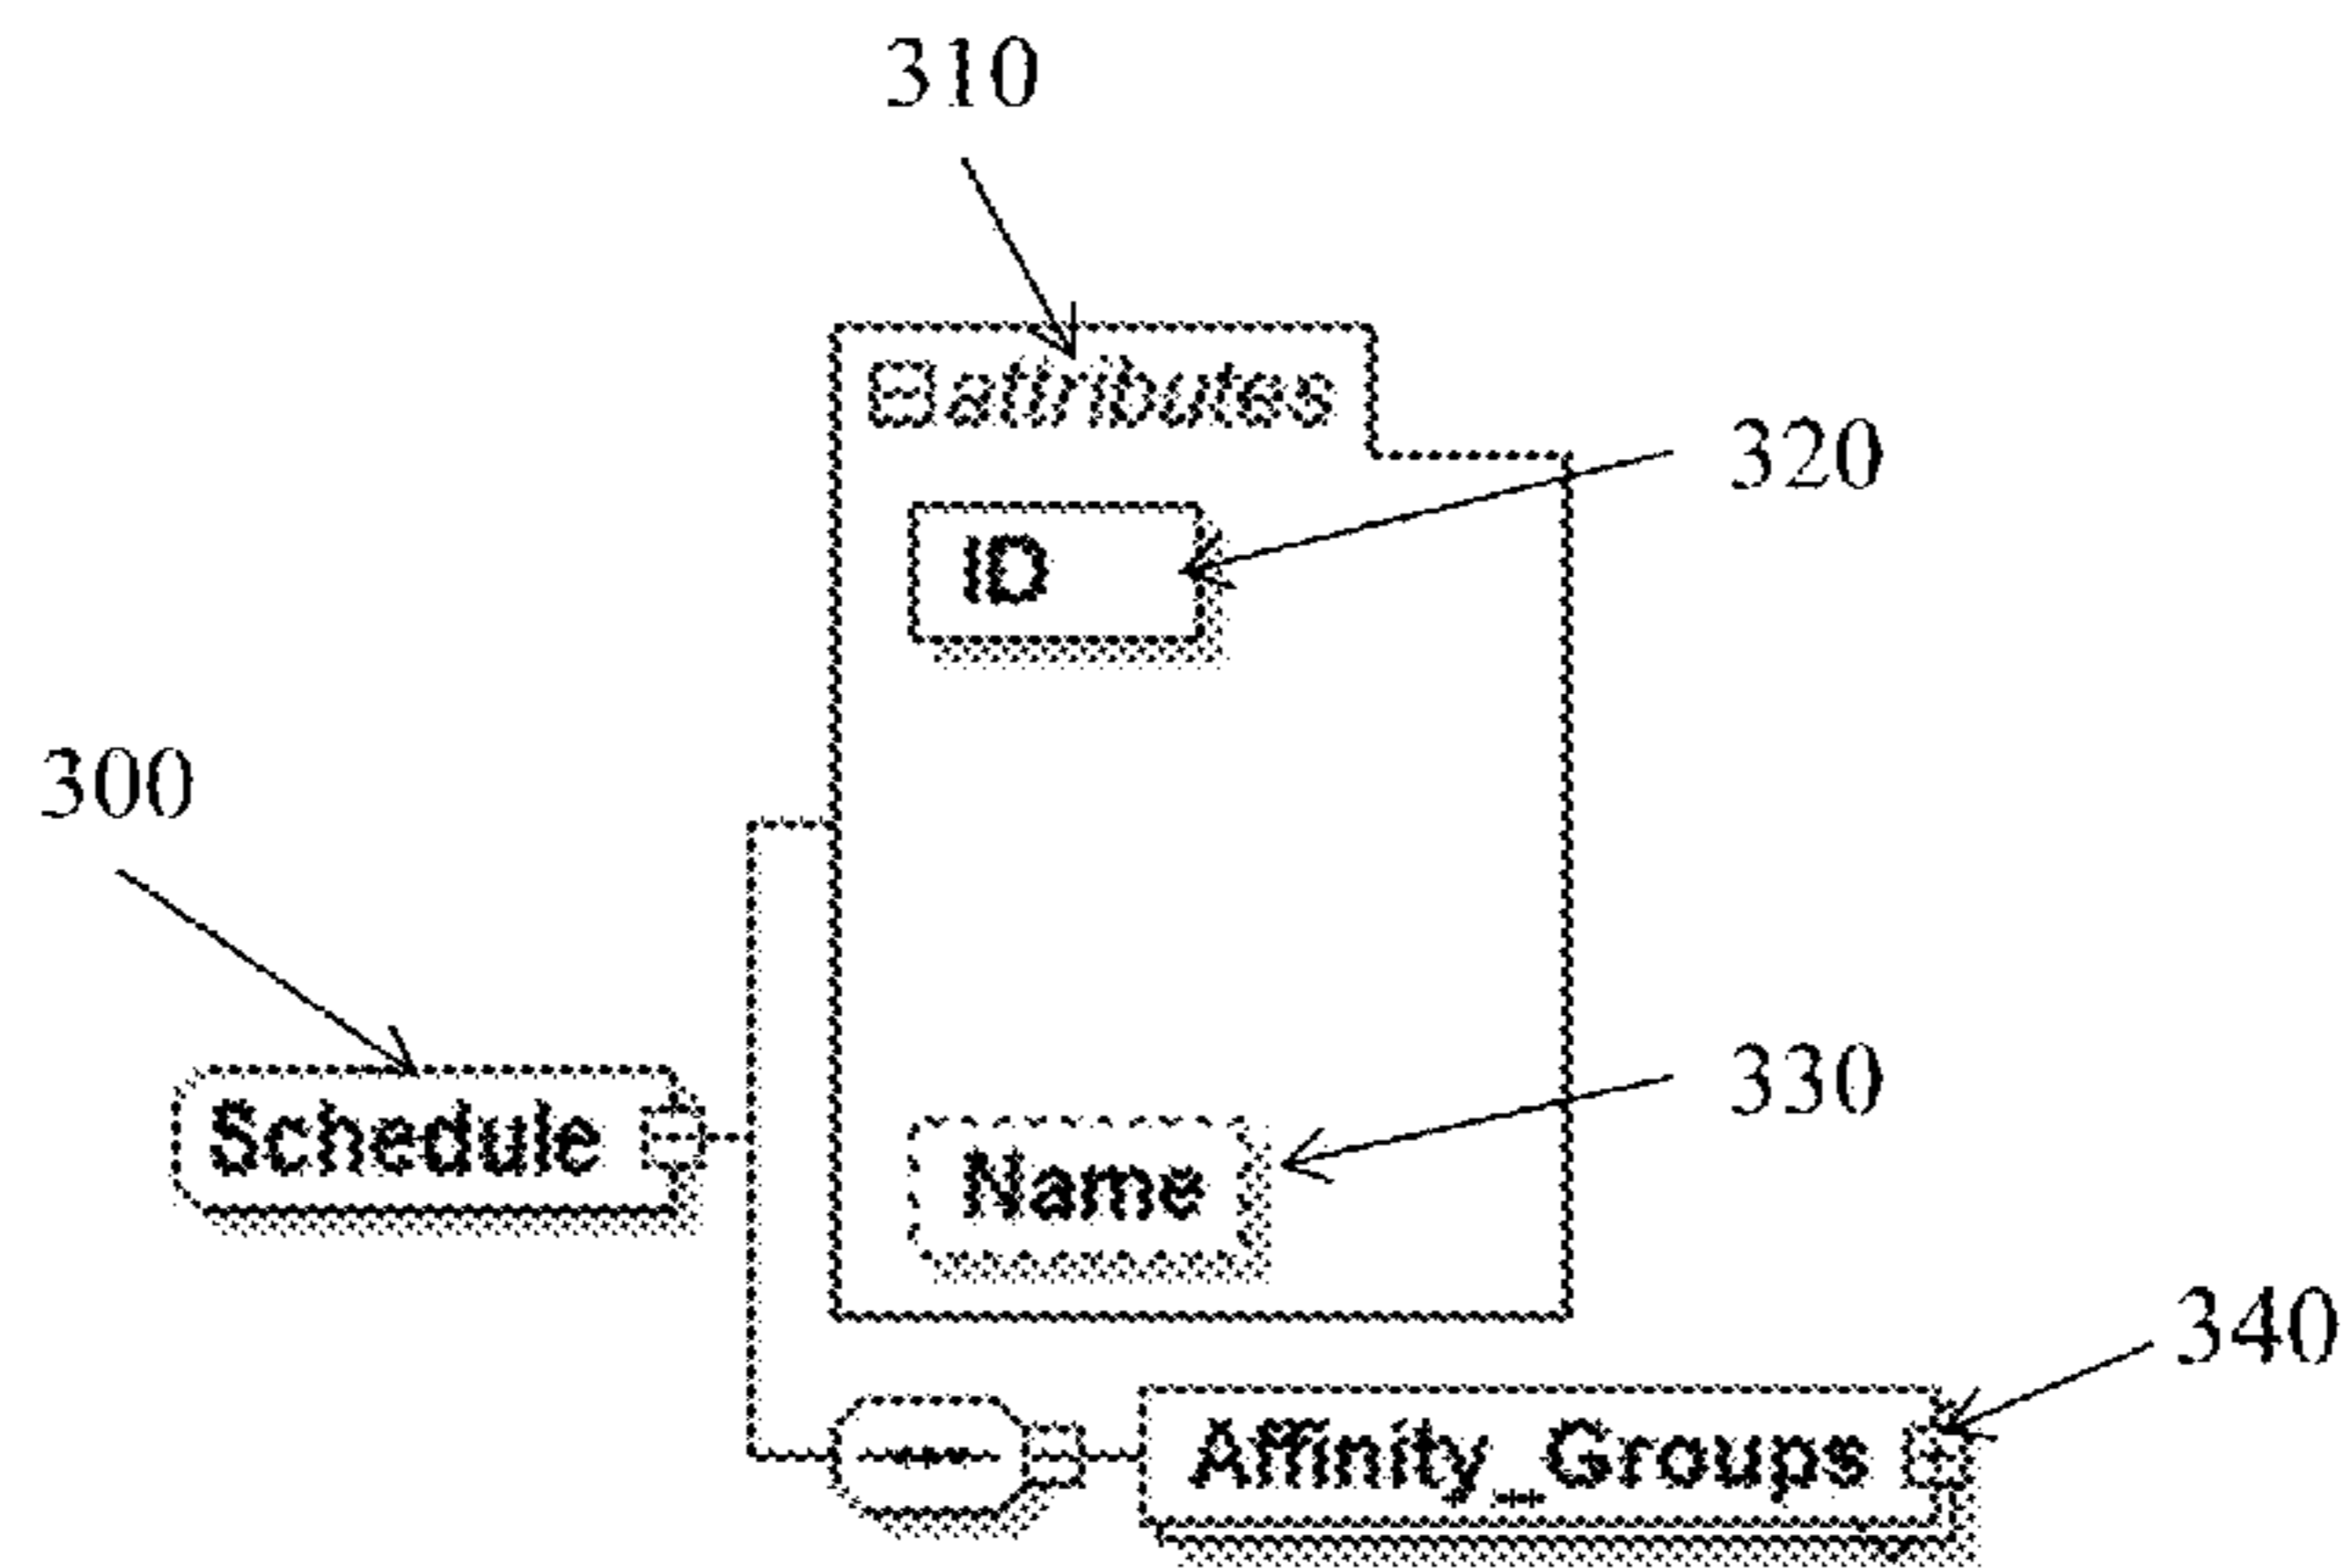 310
attributes
320
ID
300
330
Schedule
Name
340
Affinity_Groups